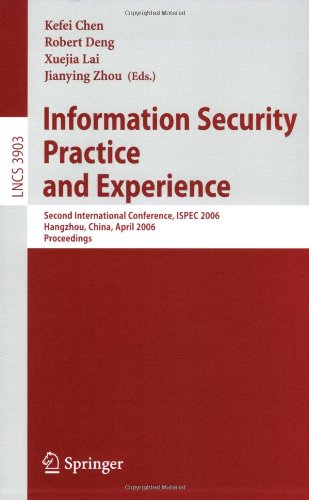 Kefei Chen
Robert Deng
Xuejia Lai
Jianying Zhou (Eds.)
LNCS 3903
Information Security
Practice
and Experience
Second International Conference, ISPEC 2006
Hangzhou, China, April 2006
Proceedings
Springer